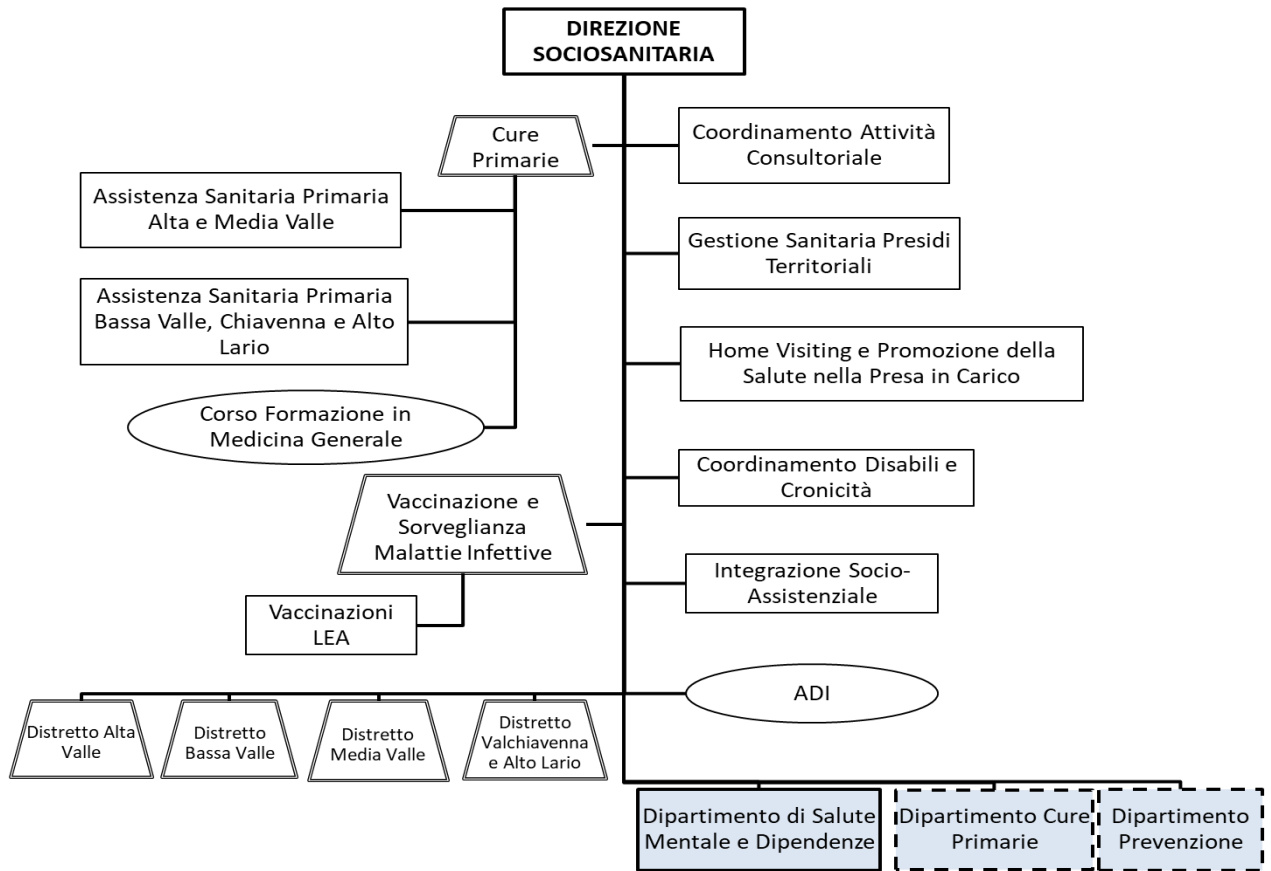 DIREZIONE
SOCIOSANITARIA
Cure
Primarie
Coordinamento Attività
Consultoriale
Assistenza Sanitaria Primaria
Alta e Media Valle
Gestione Sanitaria Presidi
Territoriali
Assistenza Sanitaria Primaria
Bassa Valle, Chiavenna e Alto
Lario
Home Visiting e Promozione della
Salute nella Presa in Carico
Corso Formazione in
Medicina Generale
Coordinamento Disabili e
Cronicità
Vaccinazione e
Sorveglianza
Malattie Infettive
Integrazione Socio-
Assistenziale
Vaccinazioni
LEA
ADI
Distretto Alta
Valle
Distretto
Bassa Valle
Distretto
Media Valle
Distretto
Valchiavenna
e Alto Lario
Dipartimento di Salute
Mentale e Dipendenze
Dipartimento Cure
Primarie
Dipartimento
Prevenzione